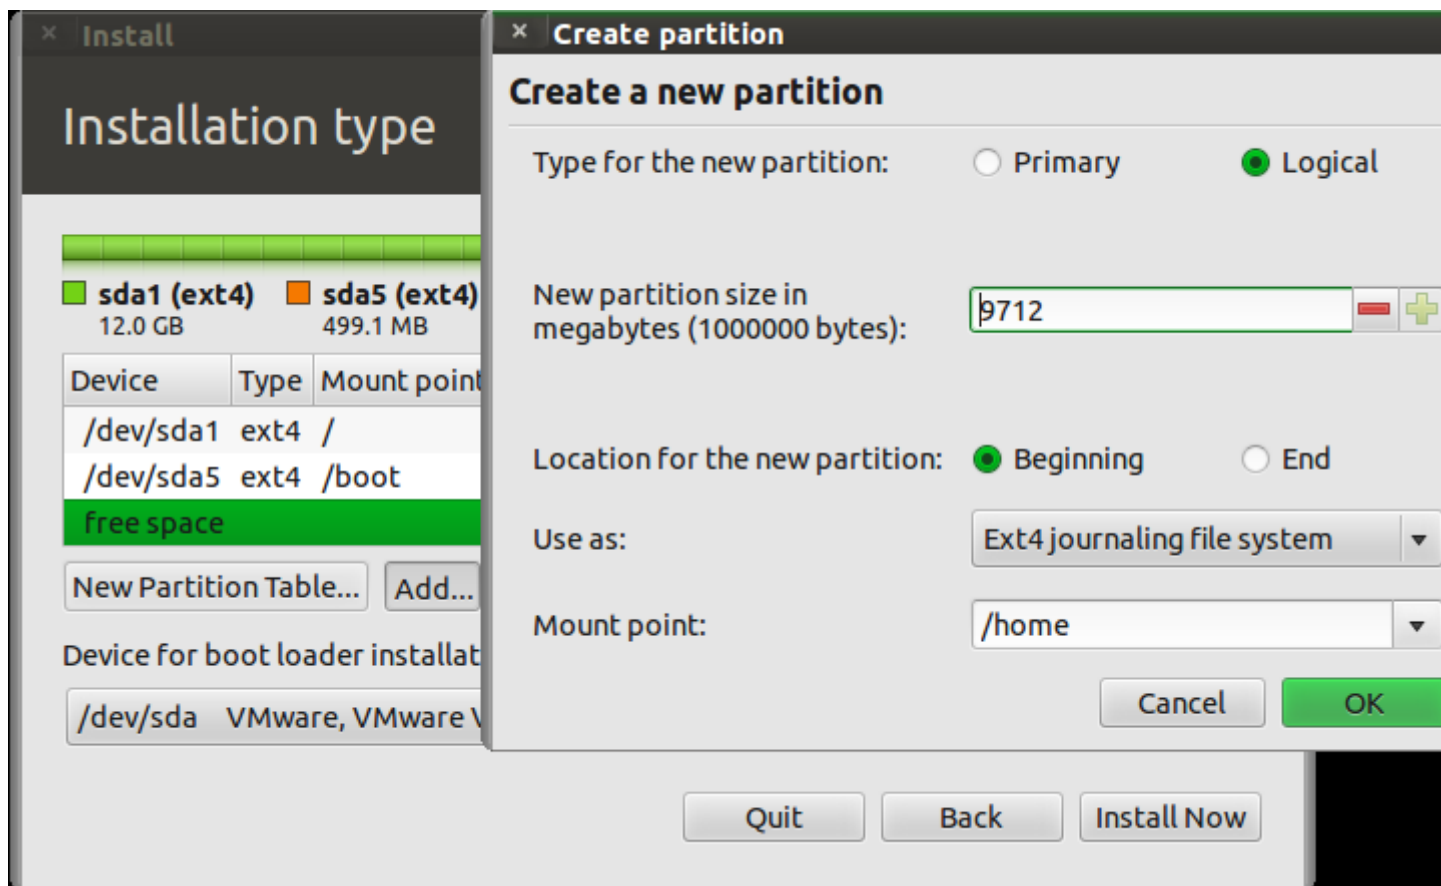 Install
Installation type
sda1 (ext4) sda5 (ext4)
12.0 GB 499.1 MB
Device Type Mount point
/dev/sda1 ext4 /
/dev/sda5 ext4 /boot
free space
New Partition Table... Add...
Device for boot loader installat
/dev/sda VMware, VMware V
Quit Back Install Now
Create partition
Create a new partition
Type for the new partition: Primary Logical
New partition size in
megabytes (1000000 bytes): 9712
Location for the new partition: Beginning End
Use as: Ext4 journaling file system
Mount point: /home
Cancel OK